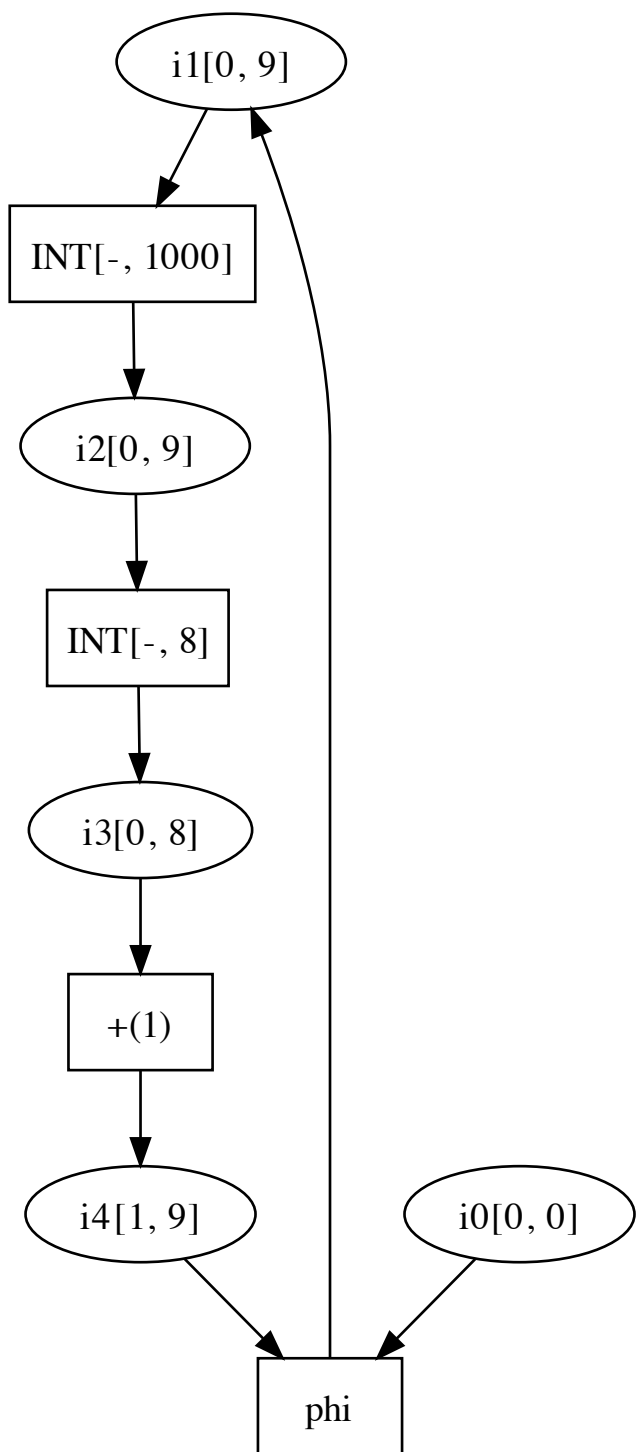 i1[0, 9]
INT[-, 1000]
i2[0, 9]
INT[-, 8]
i3[0, 8]
+(1)
i4[1, 9]
i0[0, 0]
phi